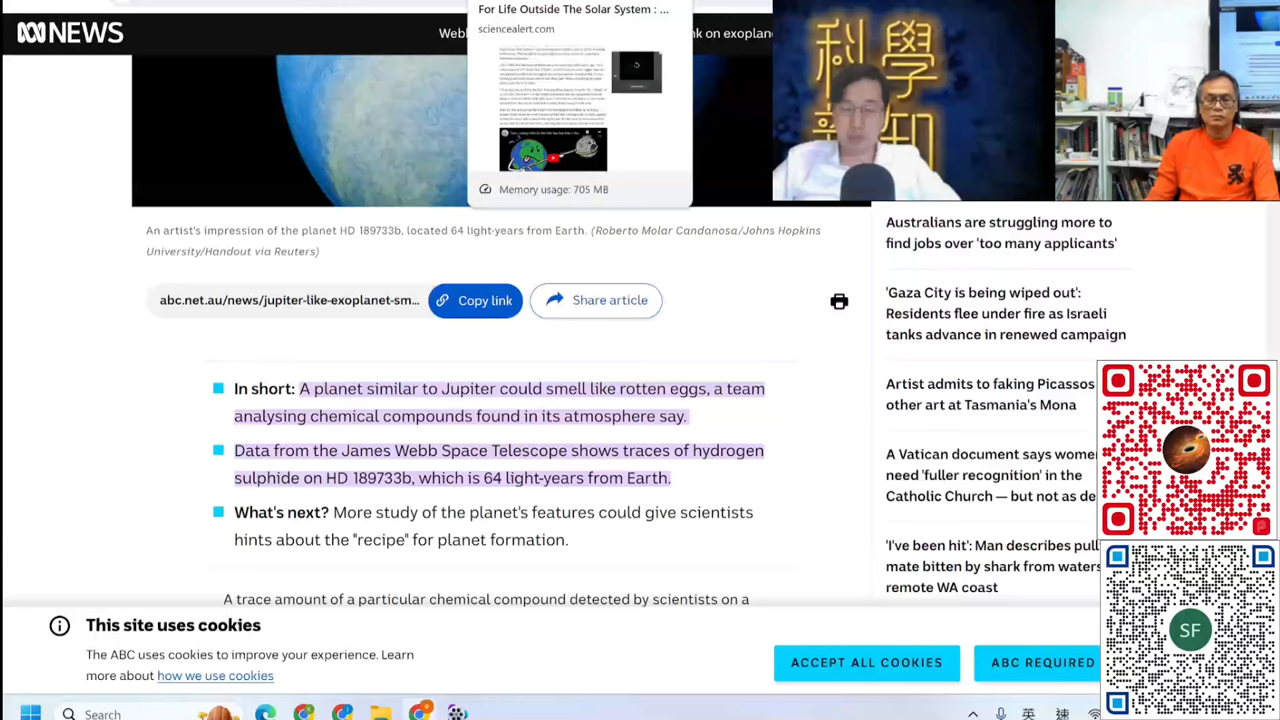 NEWS
For Life Outside The Solar System : ...
sciencealert.com
Memory usage: 705 MB
科學
An artist's impression of the planet HD 189733b, located 64 light-years from Earth. (Roberto Molar Candanosa/Johns Hopkins
University/Handout via Reuters)
abc.net.au/news/jupiter-like-exoplanet-sm...
Copy link
Share article
In short: A planet similar to Jupiter could smell like rotten eggs, a team
analysing chemical compounds found in its atmosphere say.
Data from the James Webb Space Telescope shows traces of hydrogen
sulphide on HD 189733b, which is 64 light-years from Earth.
What's next? More study of the planet's features could give scientists
hints about the "recipe" for planet formation.
A trace amount of a particular compound detected by scientists on a
Australians are struggling more to
find jobs over 'too many applicants'
'Gaza City is being wiped out':
Residents flee under fire as Israeli
tanks advance in renewed campaign
Artist admits to faking Picassos
other art at Tasmania's Mona
A Vatican document says women
need 'fuller recognition' in the
Catholic Church — but not as de
'I've been hit': Man describes pull
mate bitten by shark from waters
remote WA coast
SF
This site uses cookies
The ABC uses cookies to improve your experience. Learn
more about how we use cookies
ACCEPT ALL COOKIES
ABC REQUIRED
Search
英
速